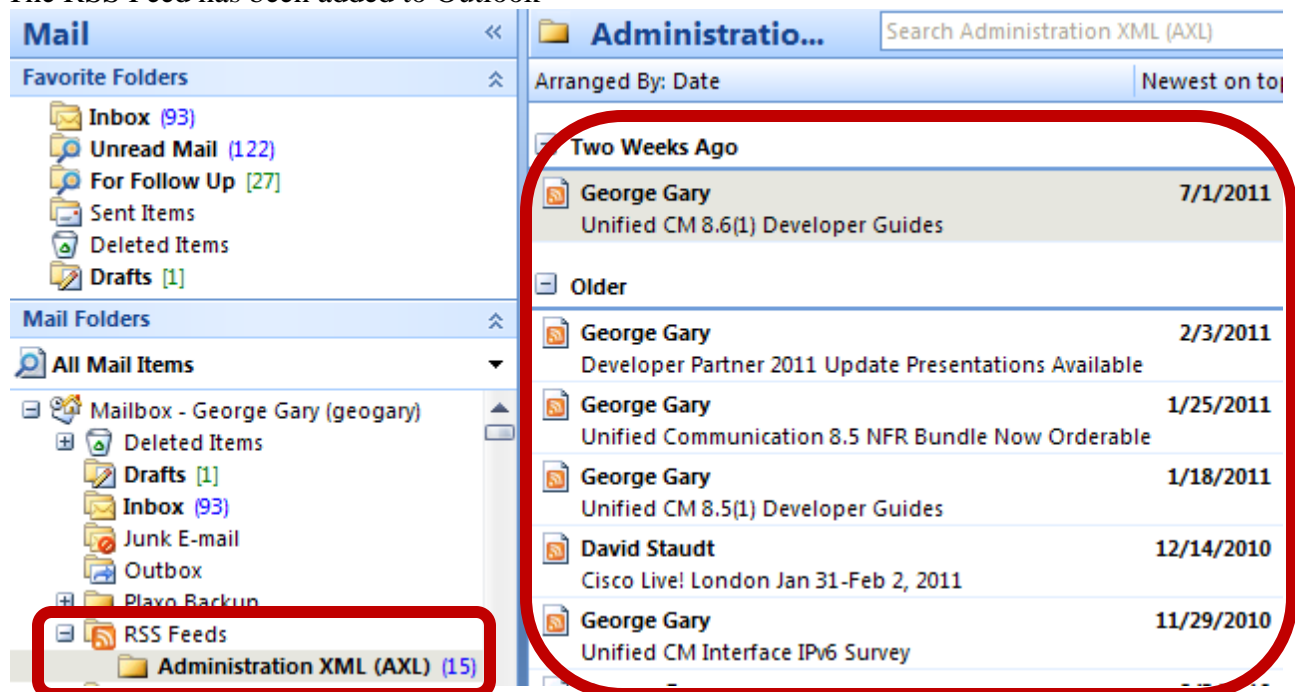 The RSS Feed has been added to Outlook
Mail
Favorite Folders
Inbox (93)
Unread Mail (122)
For Follow Up [27]
Sent Items
Deleted Items
Drafts [1]
Mail Folders
All Mail Items
Mailbox - George Gary (geogary)
Deleted Items
Drafts [1]
Inbox (93)
Junk E-mail
Outbox
Plaxo Backup
RSS Feeds
Administration XML (AXL) (15)
Administratio...
Search Administration XML (AXL)
Arranged By: Date
Newest on to
Two Weeks Ago
George Gary 7/1/2011
Unified CM 8.6(1) Developer Guides
Older
George Gary 2/3/2011
Developer Partner 2011 Update Presentations Available
George Gary 1/25/2011
Unified Communication 8.5 NFR Bundle Now Orderable
George Gary 1/18/2011
Unified CM 8.5(1) Developer Guides
David Staudt 12/14/2010
Cisco Live! London Jan 31-Feb 2, 2011
George Gary 11/29/2010
Unified CM Interface IPv6 Survey